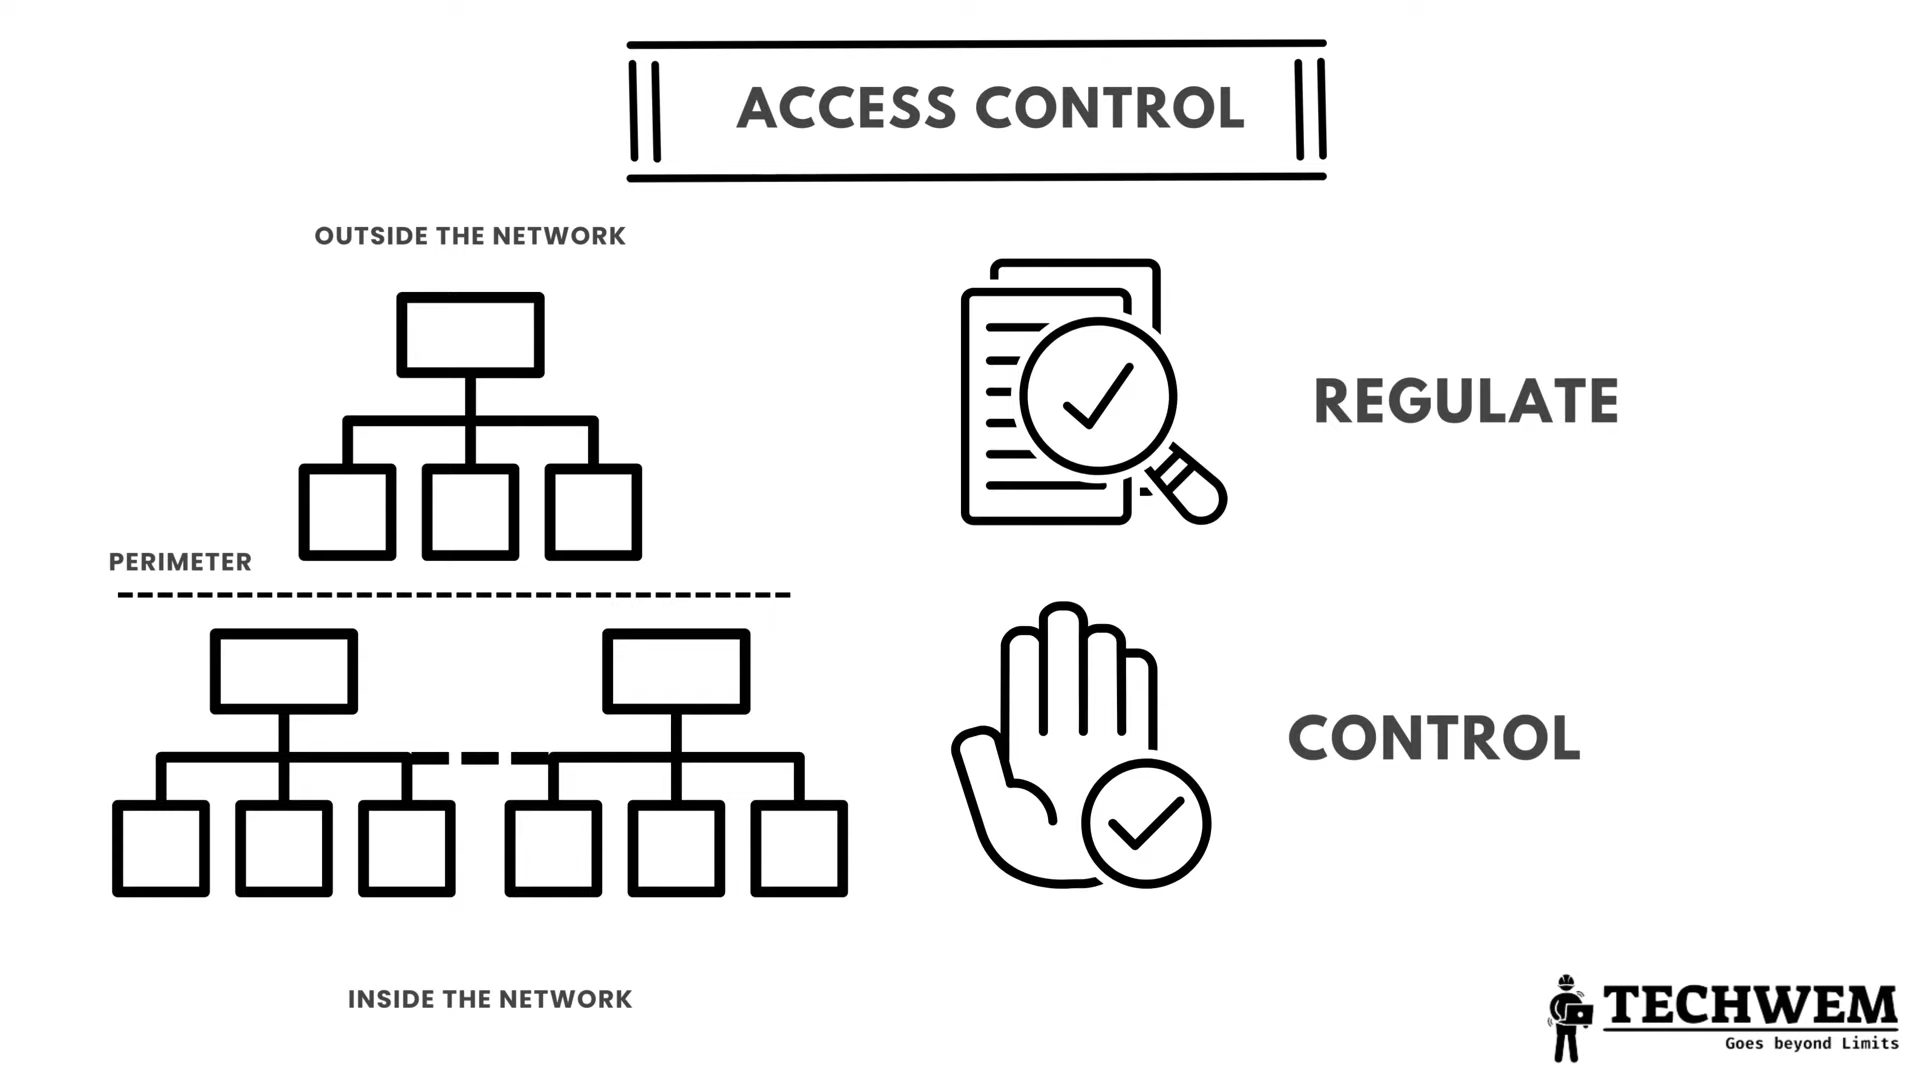 ACCESS CONTROL
OUTSIDE THE NETWORK
REGULATE
PERIMETER
CONTROL
INSIDE THE NETWORK
TECHWEM
Goes beyond Limits